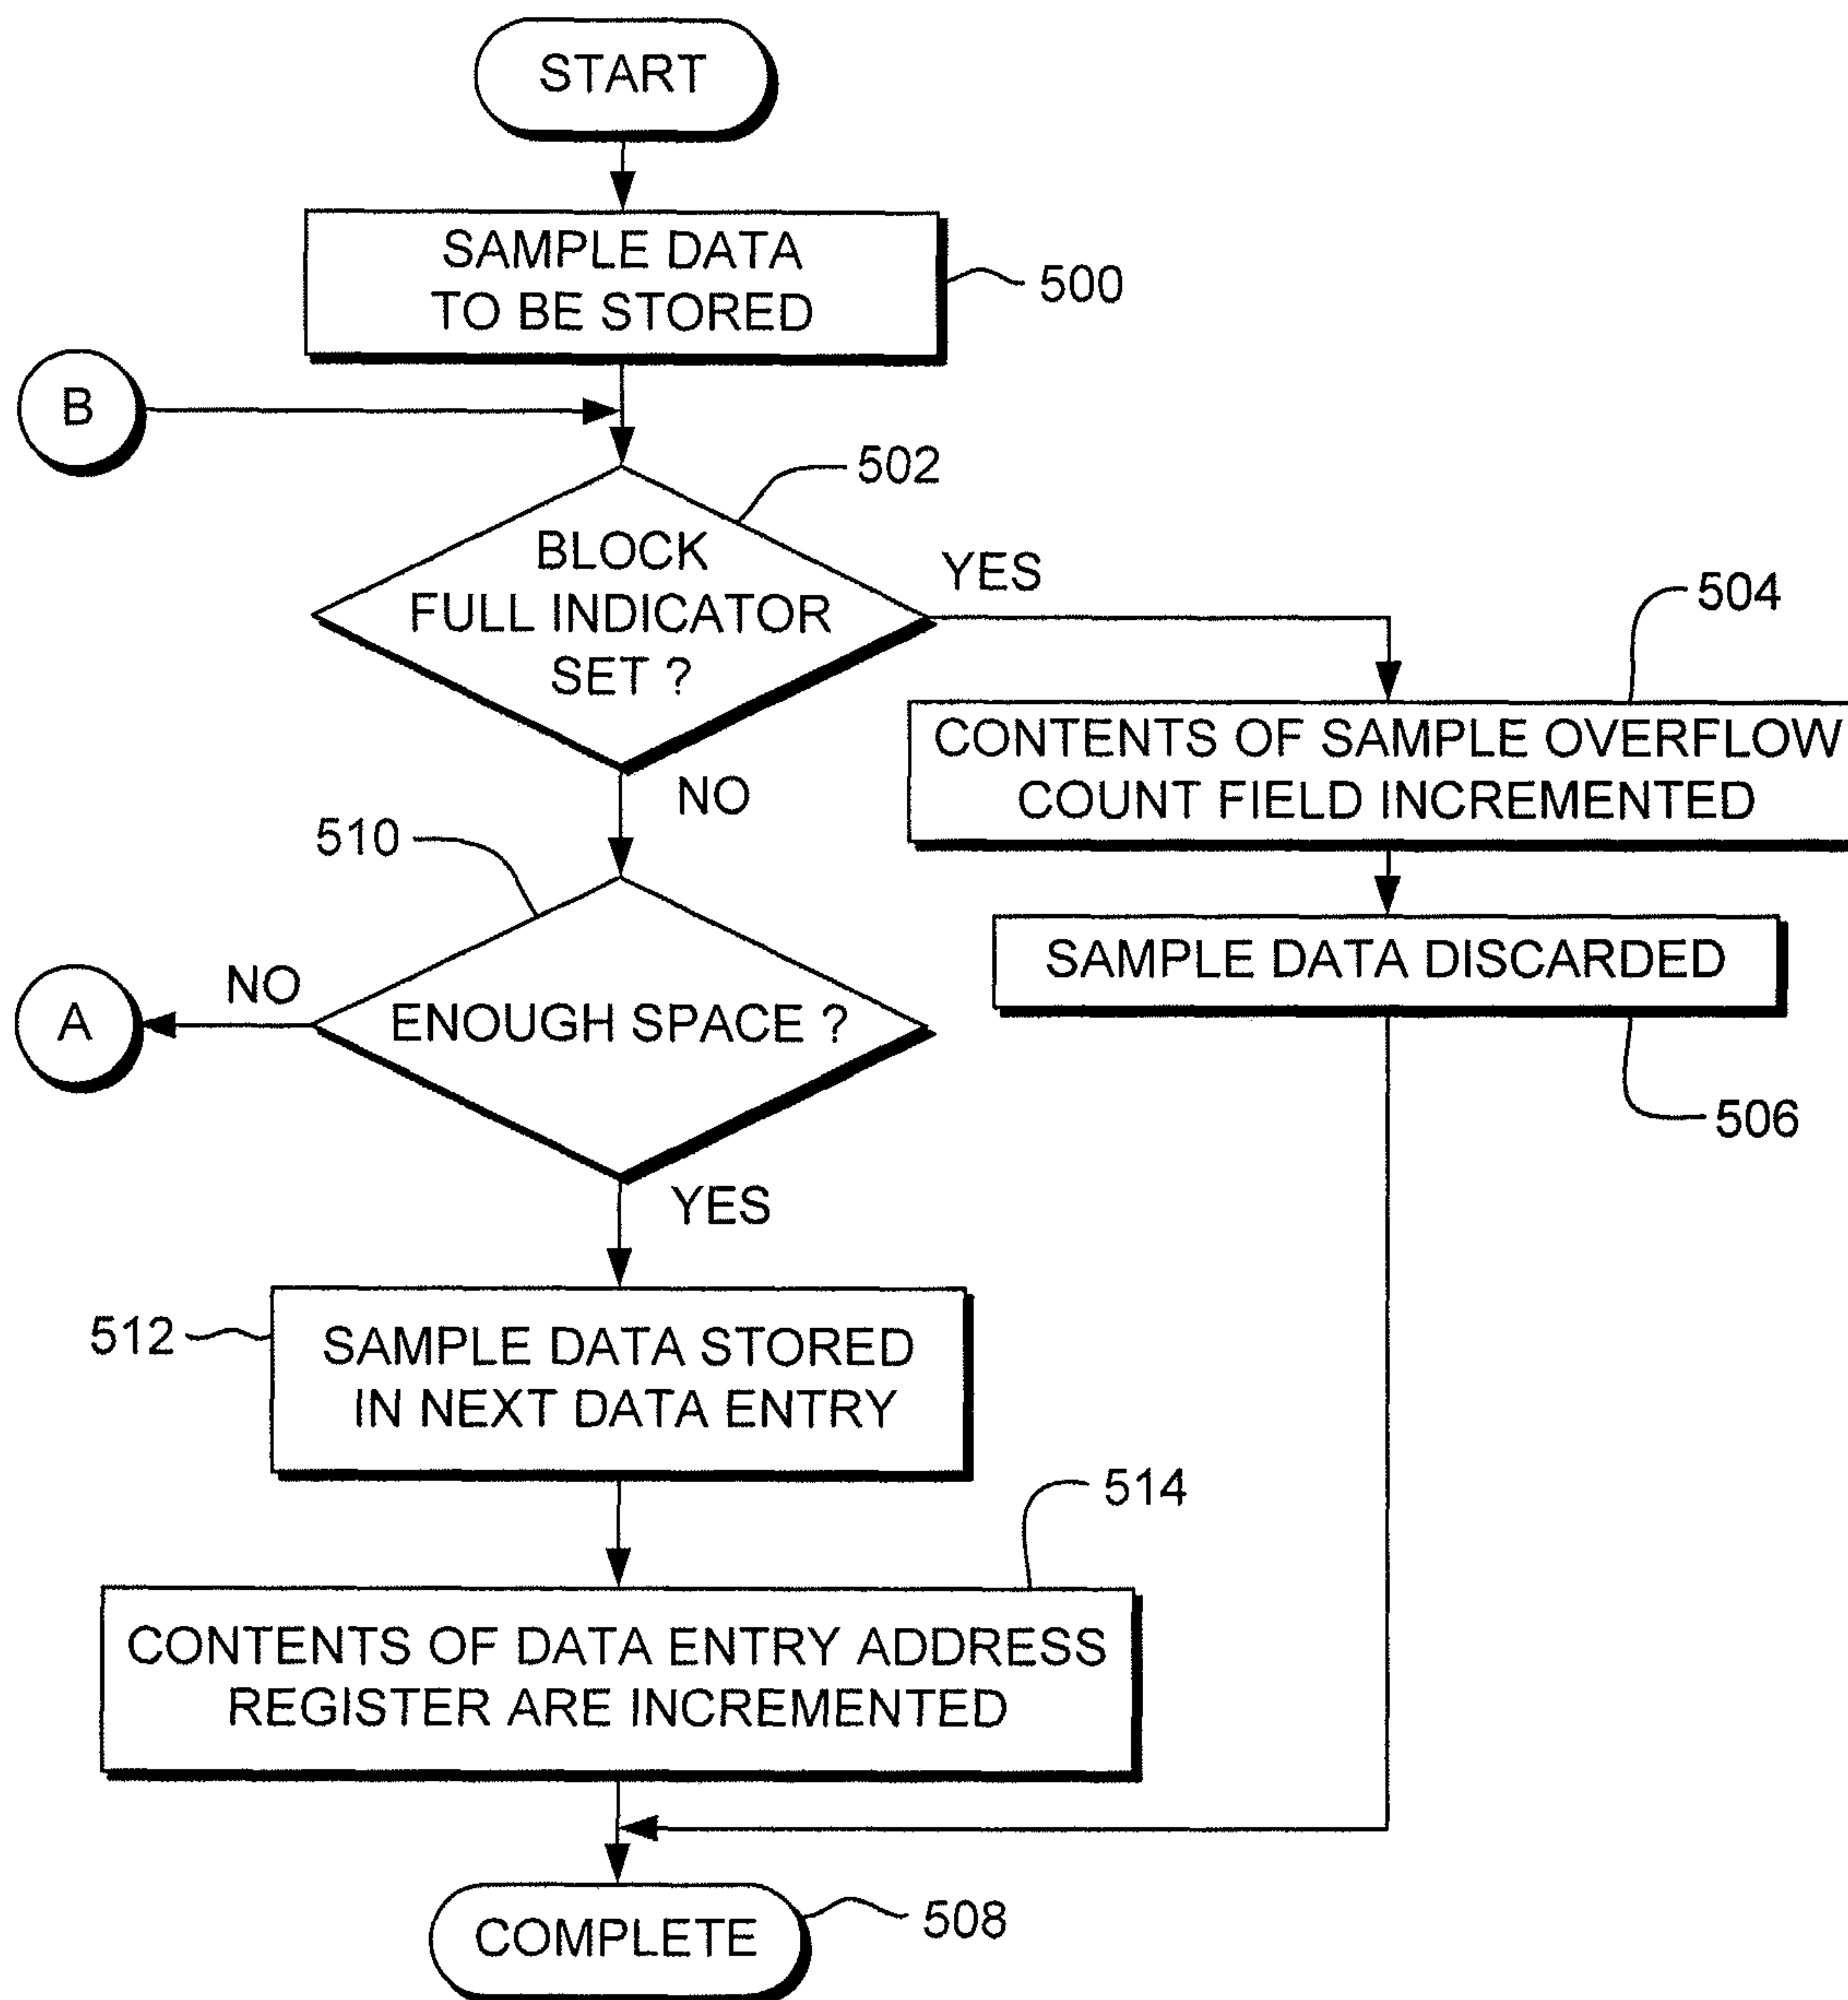 START
SAMPLE DATA
TO BE STORED
500
B
502
BLOCK
FULL INDICATOR
SET ?
YES
504
CONTENTS OF SAMPLE OVERFLOW
COUNT FIELD INCREMENTED
NO
510
SAMPLE DATA DISCARDED
506
NO
A
ENOUGH SPACE ?
YES
512
SAMPLE DATA STORED
IN NEXT DATA ENTRY
514
CONTENTS OF DATA ENTRY ADDRESS
REGISTER ARE INCREMENTED
COMPLETE
508